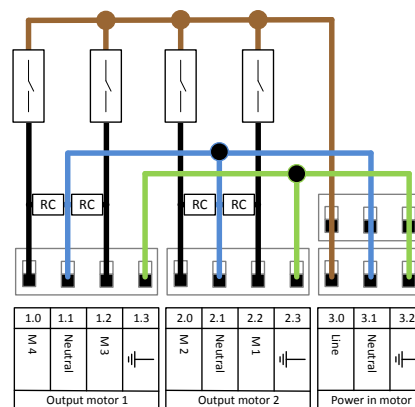 RC
RC
RC
RC
1.0
1.1
1.2
1.3
2.0
2.1
2.2
2.3
3.0
3.1
3.2
M 4
Neutral
M 3
M 2
Neutral
M 1
Line
Neutral
Output motor 1
Output motor 2
Power in motor